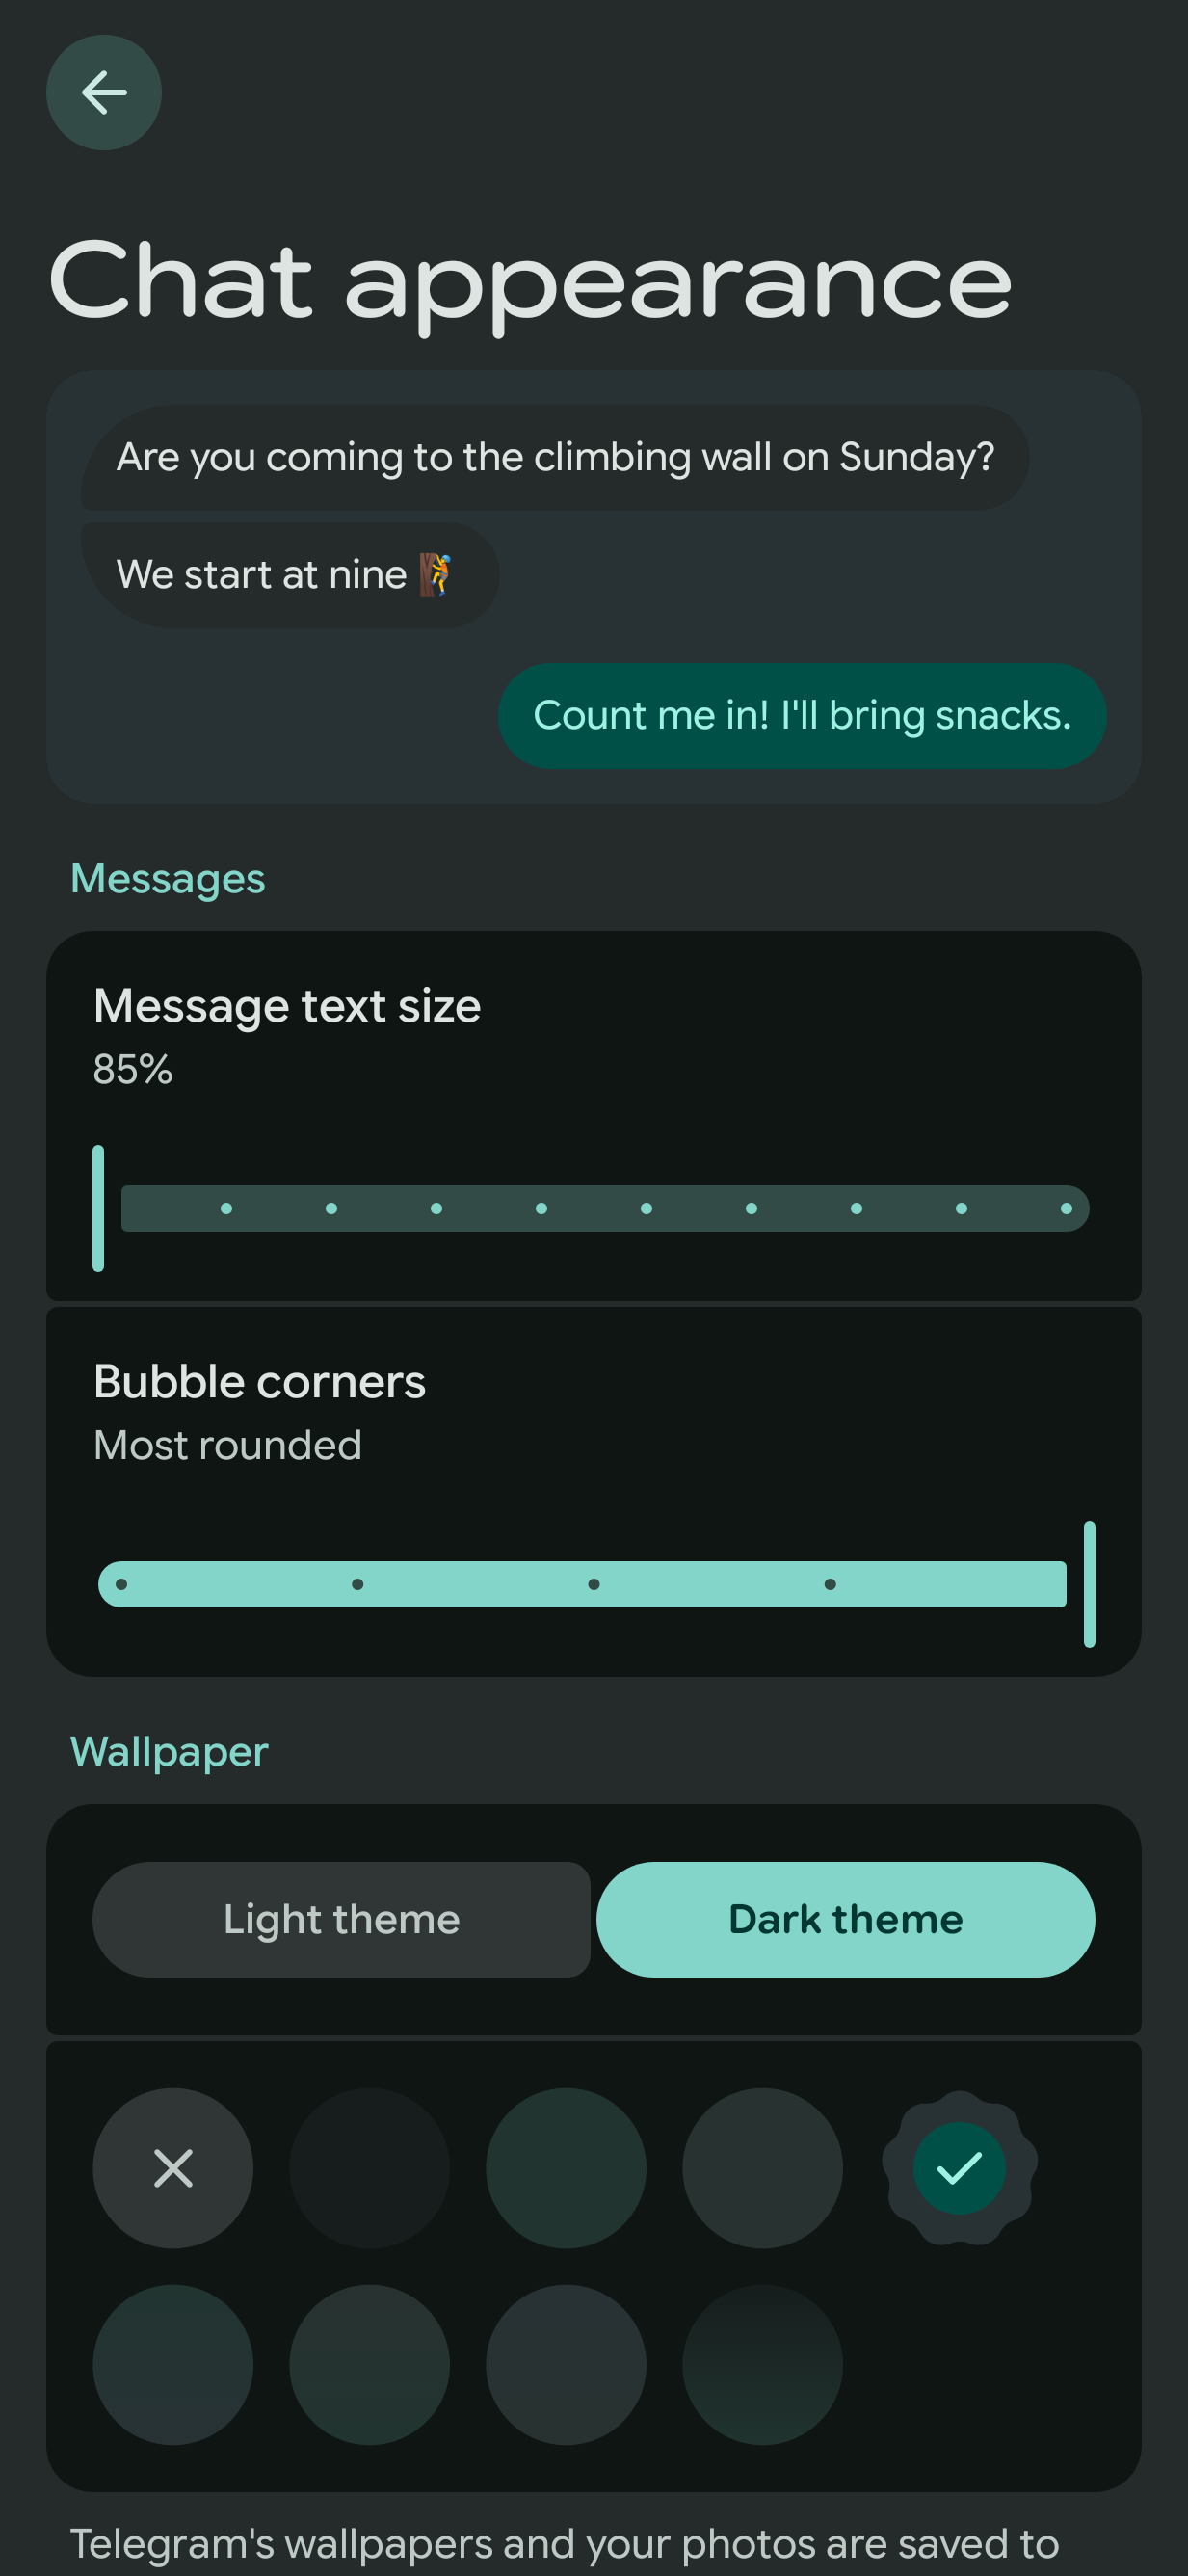 Chat appearance
Are you coming to the climbing wall on Sunday?
We start at nine 🧗
Count me in! I'll bring snacks.
Messages
Message text size
85%
Bubble corners
Most rounded
Wallpaper
Light theme
Dark theme
Telegram's wallpapers and your photos are saved to